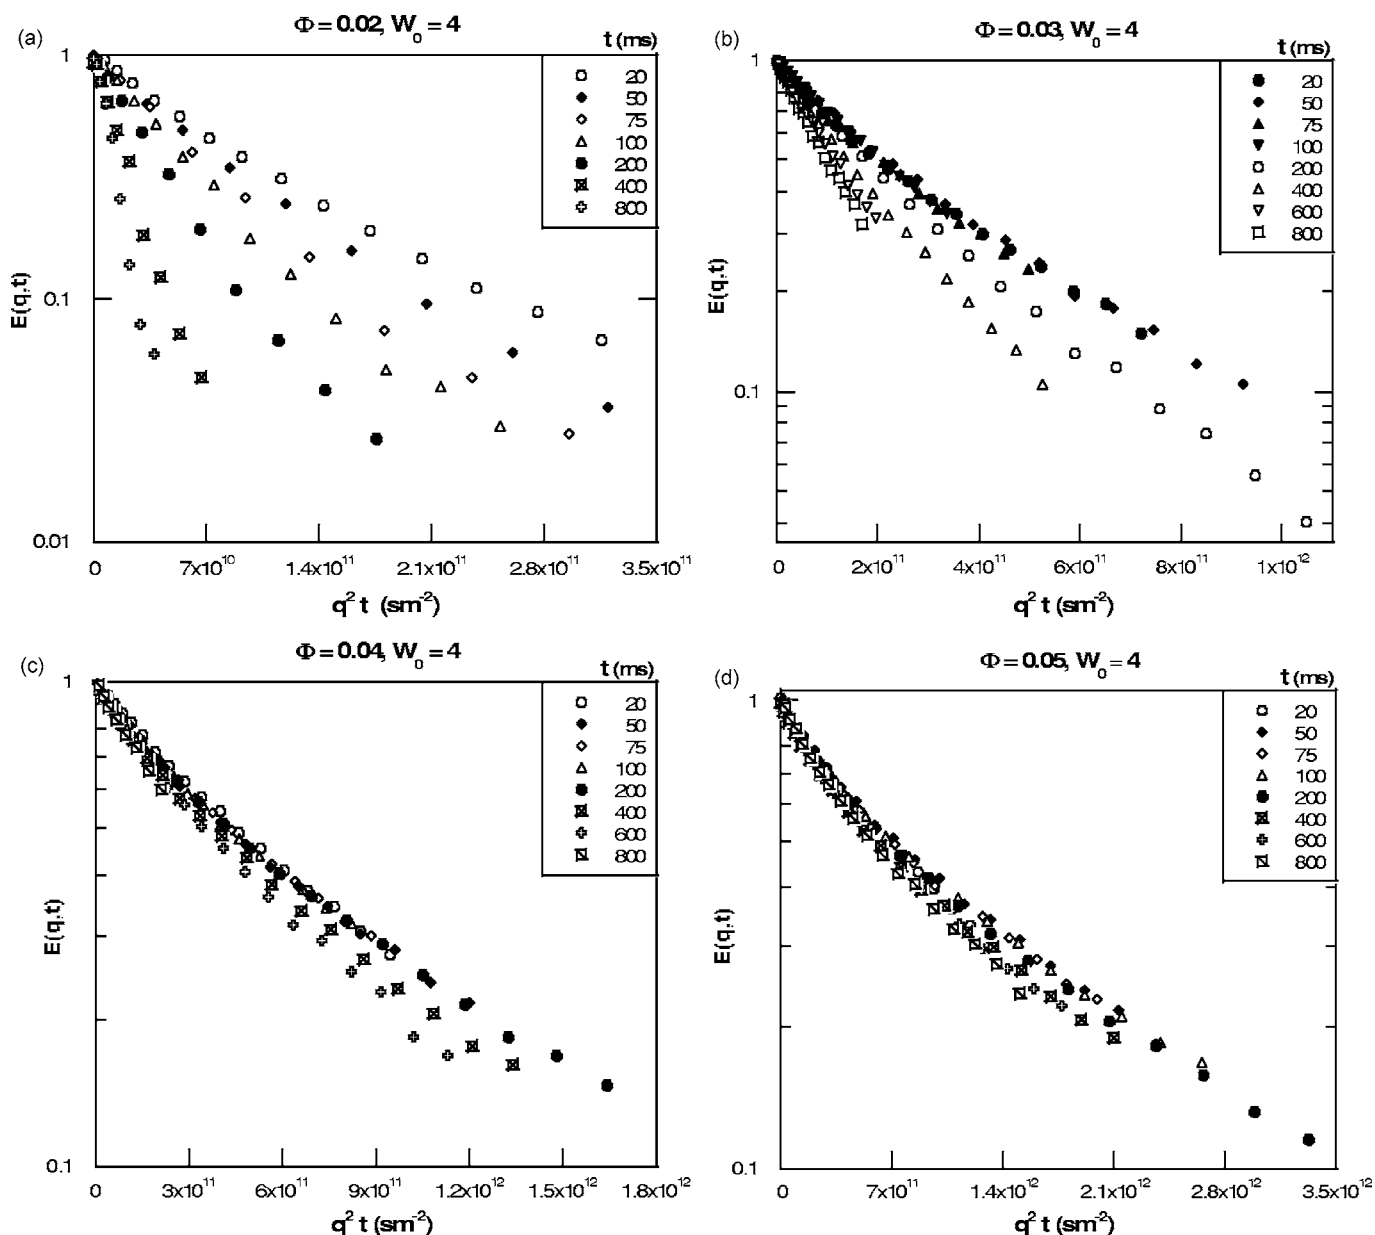 (a)
Φ = 0.02, W₀ = 4
t (ms)
20
50
75
100
200
400
800
1
0.1
0.01
E(q,t)
0
7x10¹⁰
1.4x10¹¹
2.1x10¹¹
2.8x10¹¹
3.5x10¹¹
q² t (sm⁻²)
(b)
Φ = 0.03, W₀ = 4
t (ms)
20
50
75
100
200
400
600
800
1
0.1
E(q,t)
0
2x10¹¹
4x10¹¹
6x10¹¹
8x10¹¹
1x10¹²
q² t (sm⁻²)
(c)
Φ = 0.04, W₀ = 4
t (ms)
20
50
75
100
200
400
600
800
1
0.1
E(q,t)
0
3x10¹¹
6x10¹¹
9x10¹¹
1.2x10¹²
1.5x10¹²
1.8x10¹²
q² t (sm⁻²)
(d)
Φ = 0.05, W₀ = 4
t (ms)
20
50
75
100
200
400
600
800
1
0.1
E(q,t)
0
7x10¹¹
1.4x10¹²
2.1x10¹²
2.8x10¹²
3.5x10¹²
q² t (sm⁻²)